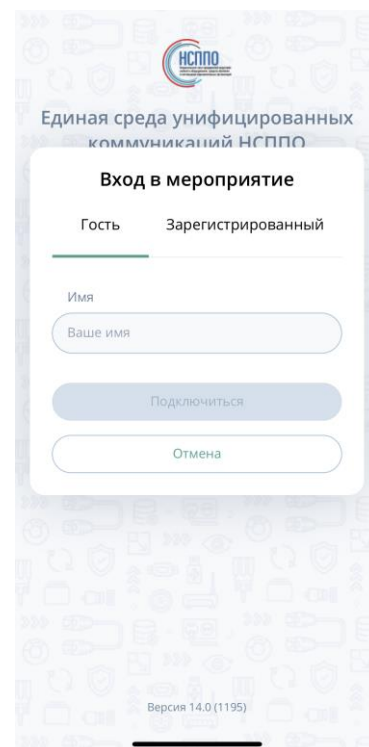 НСППО
Единая среда унифицированных
коммуникаций НСППО
Вход в мероприятие
Гость Зарегистрированный
Имя
Ваше имя
Подключиться
Отмена
Версия 14.0 (1195)